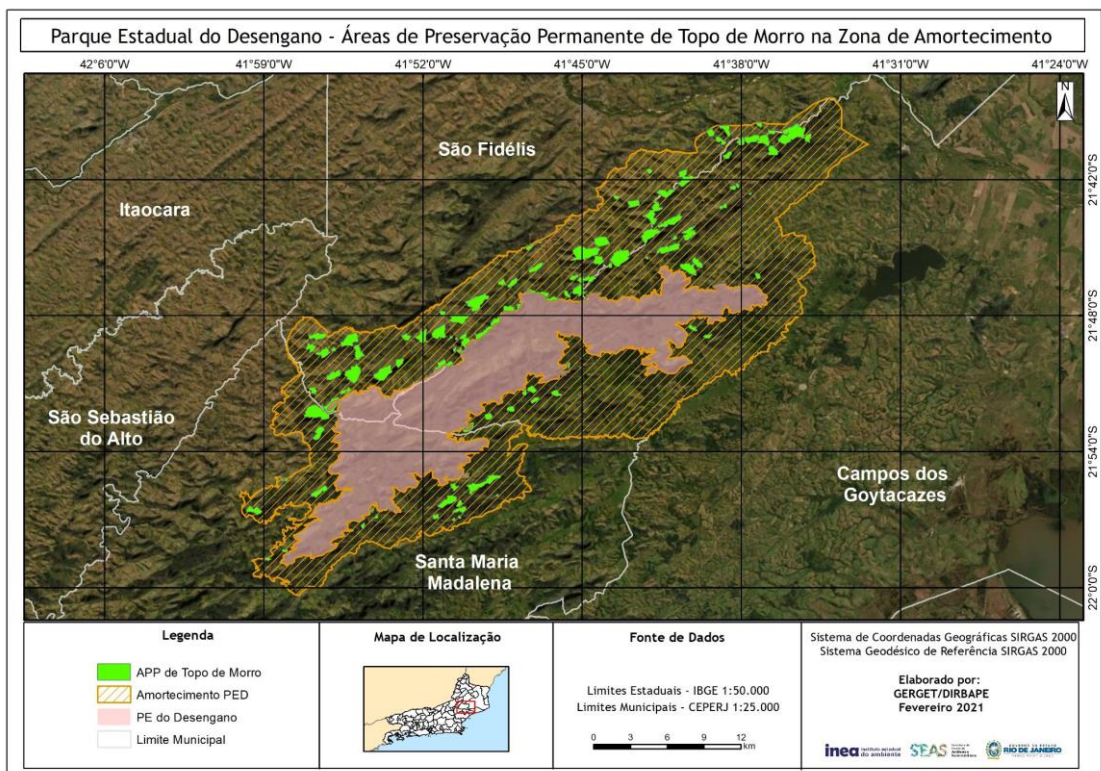 Parque Estadual do Desengano - Áreas de Preservação Permanente de Topo de Morro na Zona de Amortecimento
42°6'0"W
41°59'0"W
41°52'0"W
41°45'0"W
41°38'0"W
41°31'0"W
41°24'0"W
N
São Fidélis
21°42'0"S
Itaocara
21°48'0"S
São Sebastião
do Alto
21°54'0"S
Campos dos
Goytacazes
Santa Maria
Madalena
22°0'0"S
Legenda
APP de Topo de Morro
Amortecimento PED
PE do Desengano
Limite Municipal
Mapa de Localização
Fonte de Dados
Limites Estaduais - IBGE 1:50.000
Limites Municipais - CEPERJ 1:25.000
0 3 6 9 12
km
Sistema de Coordenadas Geográficas SIRGAS 2000
Sistema Geodésico de Referência SIRGAS 2000
Elaborado por:
GERGET/DIRBAPE
Fevereiro 2021
inea instituto estadual
do ambiente
SEAS
RIO DE JANEIRO